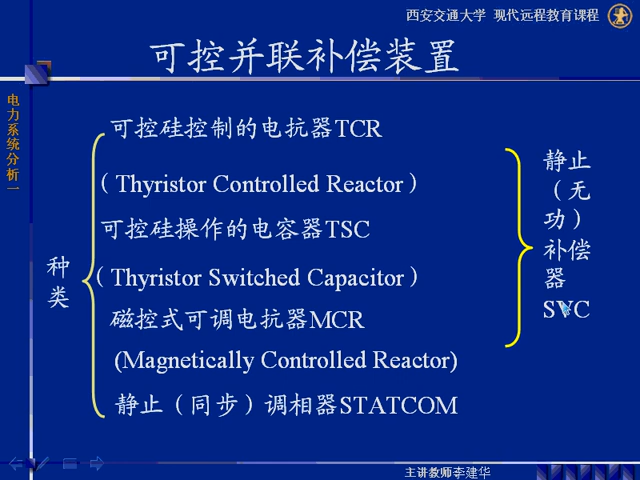 西安交通大学 现代远程教育课程
可控并联补偿装置
电力系统分析一
种类
可控硅控制的电抗器TCR
（Thyristor Controlled Reactor）
可控硅操作的电容器TSC
（Thyristor Switched Capacitor）
磁控式可调电抗器MCR
(Magnetically Controlled Reactor)
静止（同步）调相器STATCOM
静止
（无
功）
补偿
器
SVC
主讲教师李建华